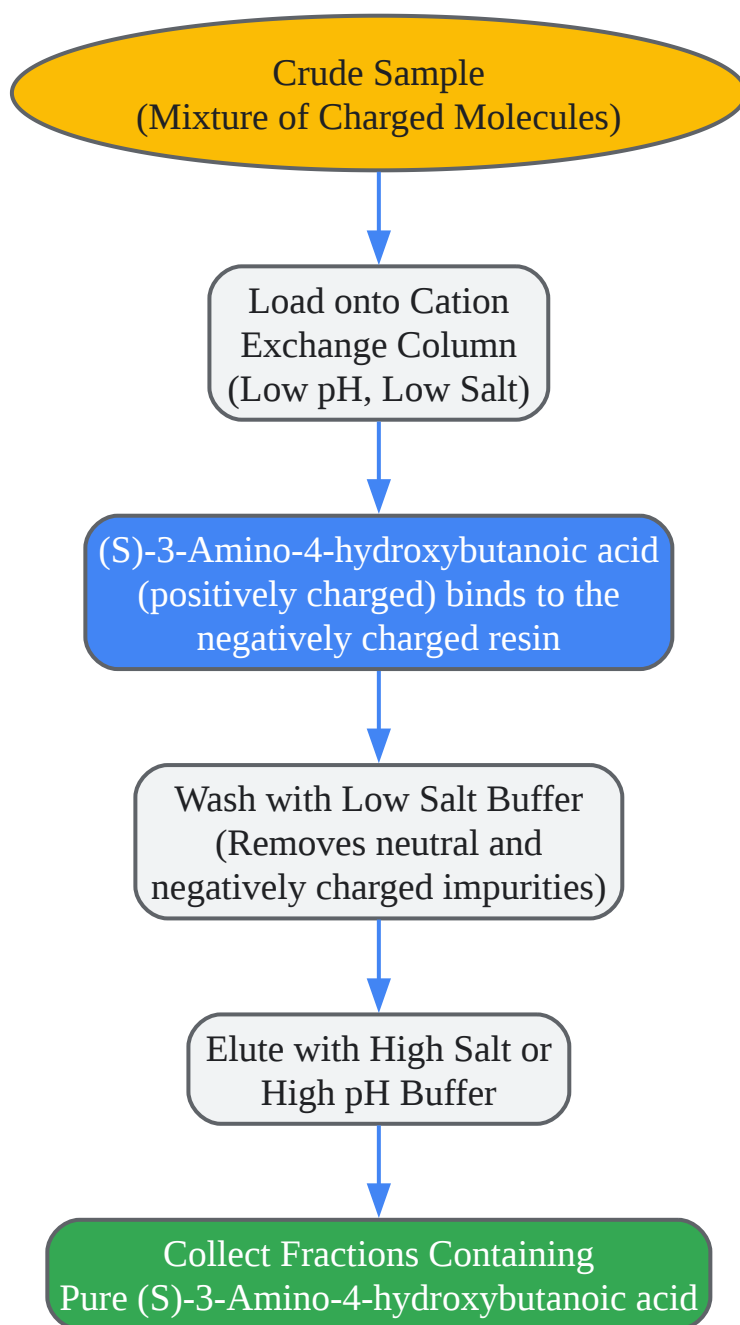 Crude Sample
(Mixture of Charged Molecules)
Load onto Cation
Exchange Column
(Low pH, Low Salt)
(S)-3-Amino-4-hydroxybutanoic acid
(positively charged) binds to the
negatively charged resin
Wash with Low Salt Buffer
(Removes neutral and
negatively charged impurities)
Elute with High Salt or
High pH Buffer
Collect Fractions Containing
Pure (S)-3-Amino-4-hydroxybutanoic acid